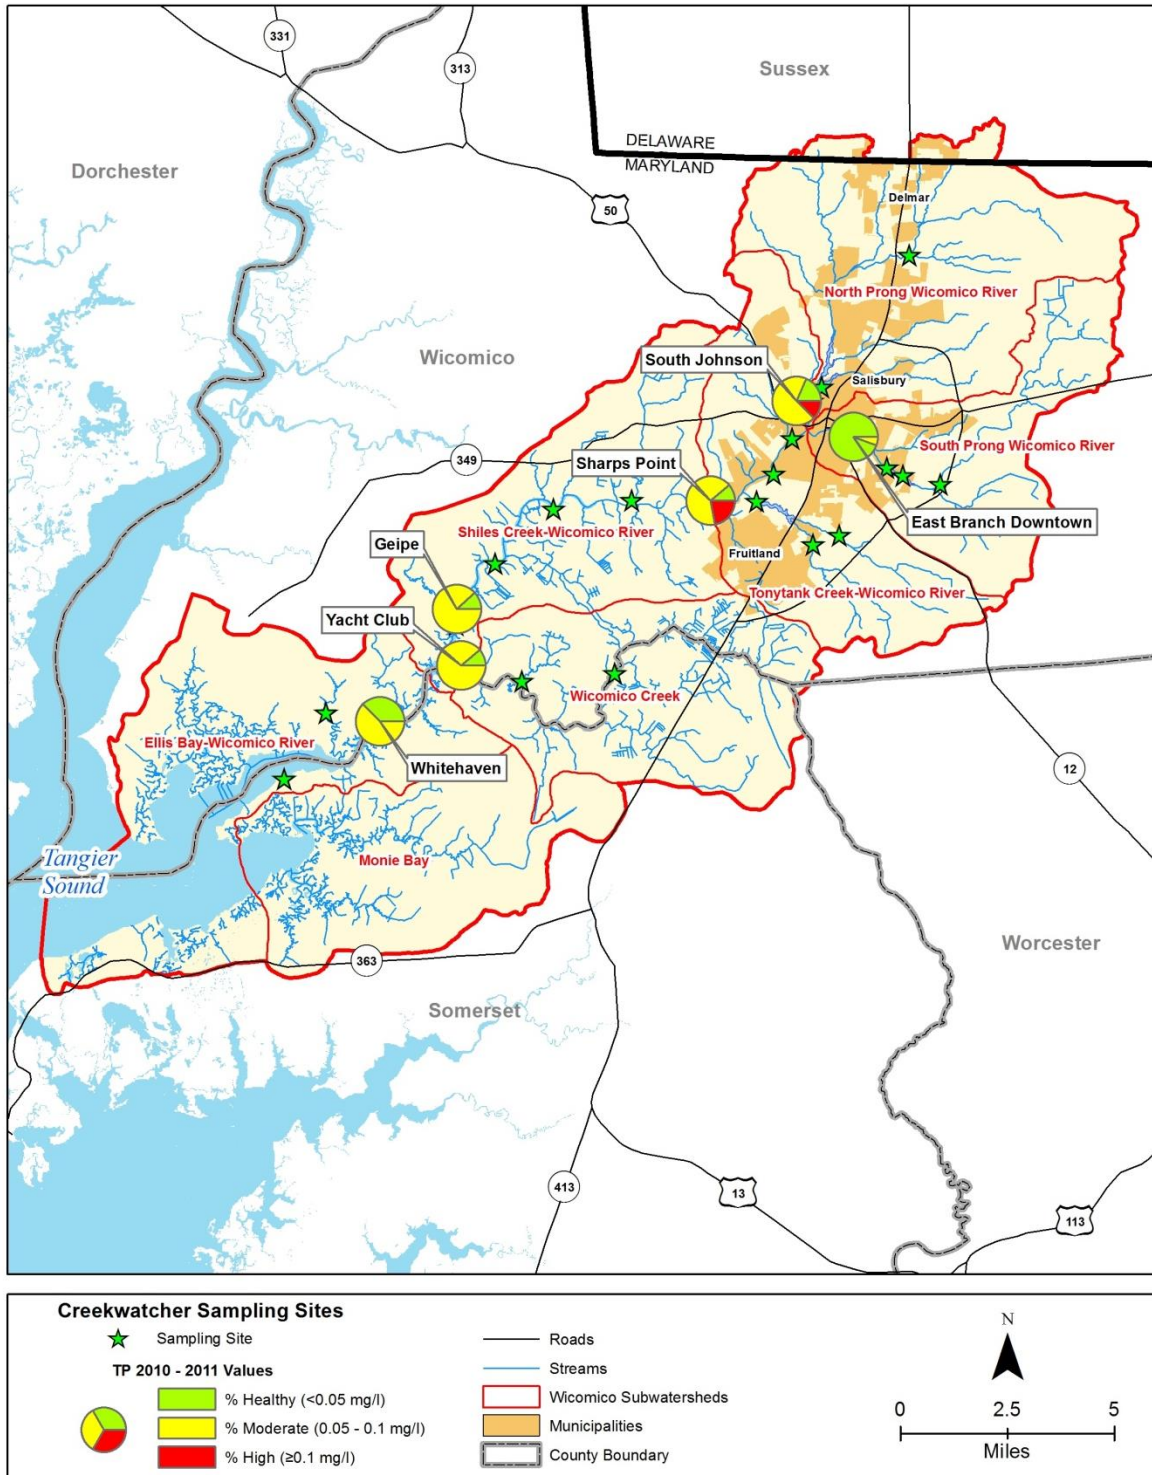 331
313
Sussex
DELAWARE
MARYLAND
Dorchester
Delmar
50
North Prong Wicomico River
Wicomico
South Johnson
Salisbury
349
South Prong Wicomico River
Sharps Point
East Branch Downtown
Shiles Creek-Wicomico River
Geipe
Fruitland
Tonytank Creek-Wicomico River
Yacht Club
Wicomico Creek
Ellis Bay-Wicomico River
Whitehaven
12
Tangier
Sound
Monie Bay
Worcester
363
Somerset
413
13
113
Creekwatcher Sampling Sites
Sampling Site
TP 2010 - 2011 Values
% Healthy (<0.05 mg/l)
% Moderate (0.05 - 0.1 mg/l)
% High (≥0.1 mg/l)
Roads
Streams
Wicomico Subwatersheds
Municipalities
County Boundary
N
0 2.5 5
Miles